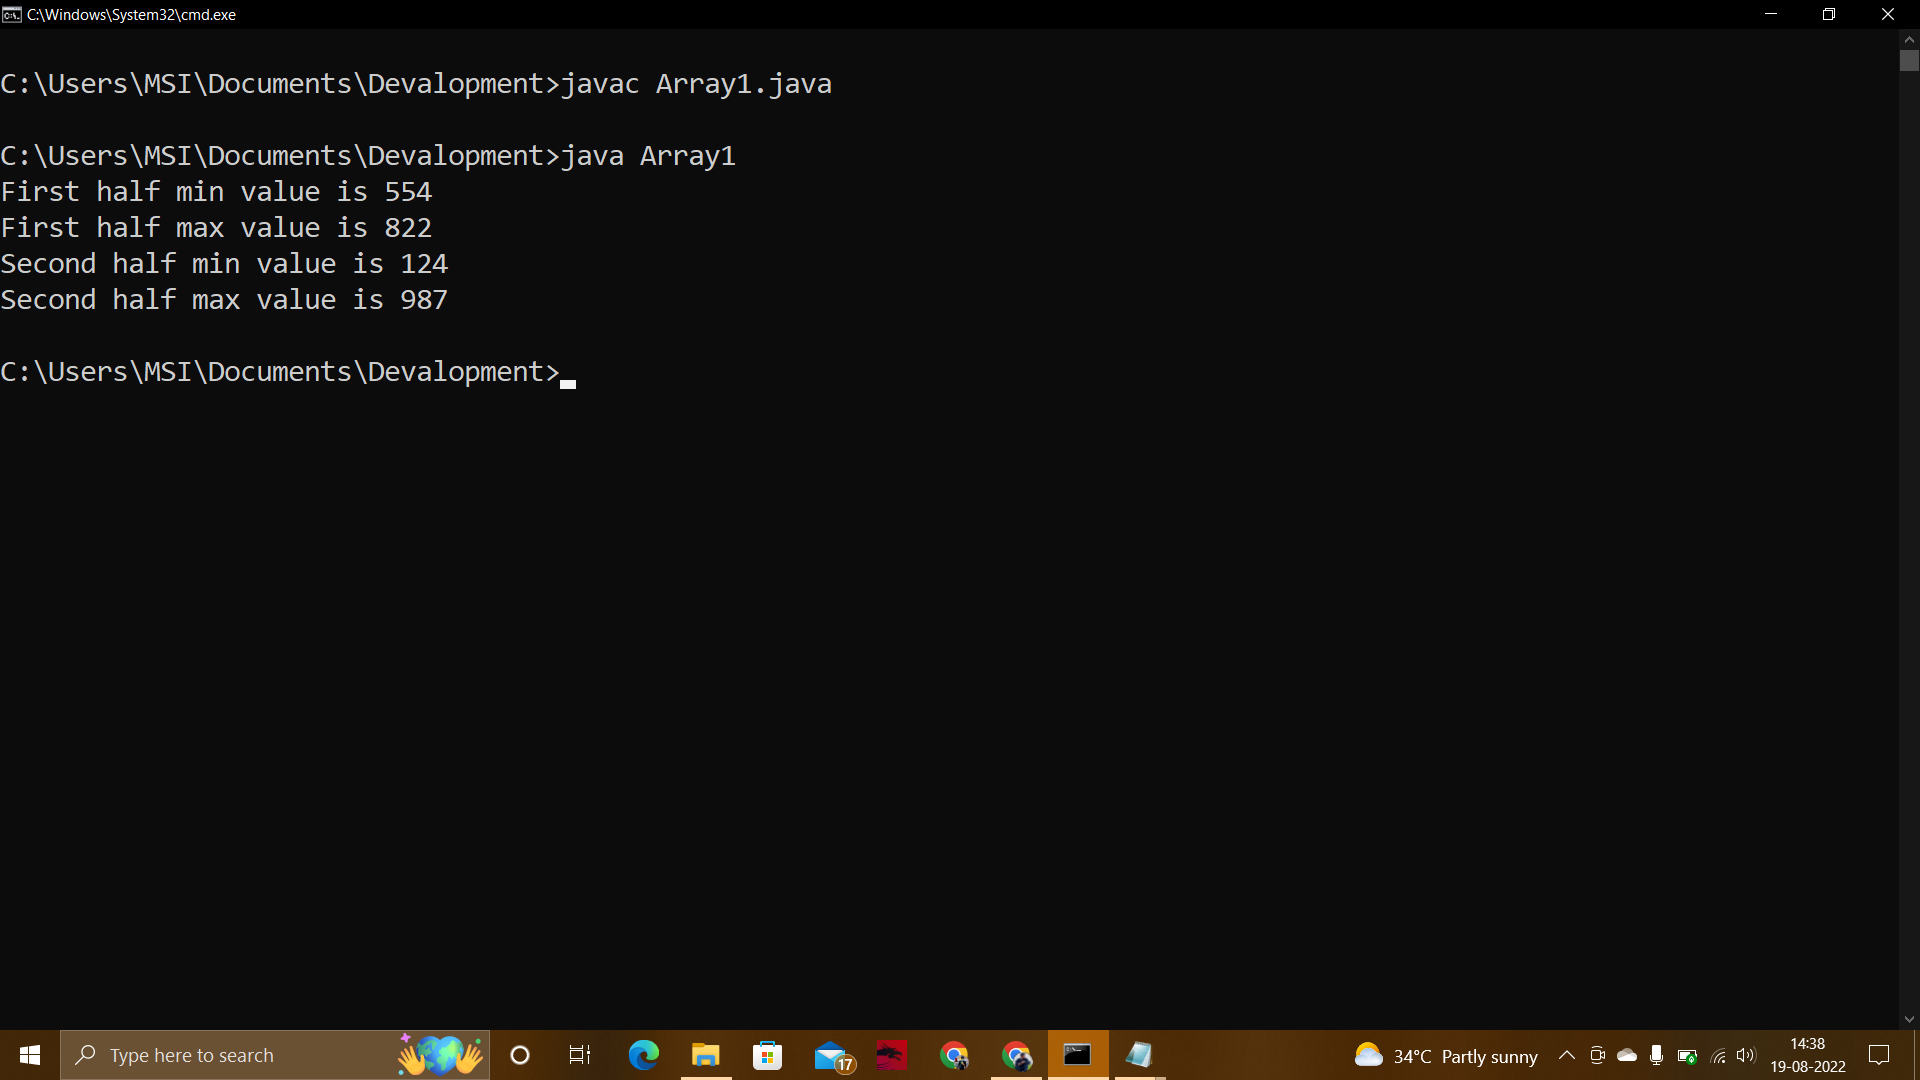 C:\Windows\System32\cmd.exe
C:\Users\MSI\Documents\Devalopment>javac Array1.java
C:\Users\MSI\Documents\Devalopment>java Array1
First half min value is 554
First half max value is 822
Second half min value is 124
Second half max value is 987
C:\Users\MSI\Documents\Devalopment>
Type here to search
17
34°C Partly sunny
14:38
19-08-2022